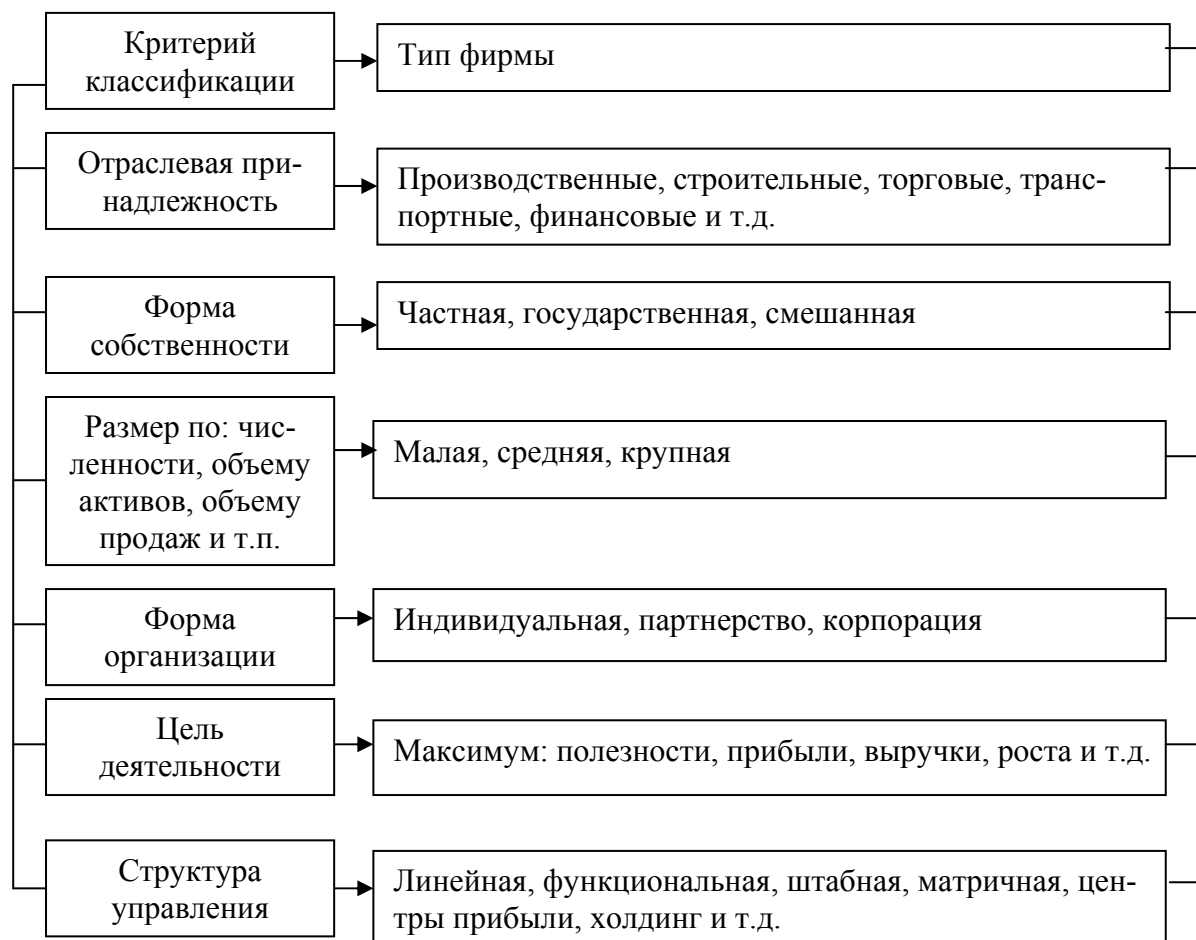 Критерий
классификации
Тип фирмы
Отраслевая при-
надлежность
Производственные, строительные, торговые, транс-
портные, финансовые и т.д.
Форма
собственности
Частная, государственная, смешанная
Размер по: чис-
ленности, объему
активов, объему
продаж и т.п.
Малая, средняя, крупная
Форма
организации
Индивидуальная, партнерство, корпорация
Цель
деятельности
Максимум: полезности, прибыли, выручки, роста и т.д.
Структура
управления
Линейная, функциональная, штабная, матричная, цен-
тры прибыли, холдинг и т.д.